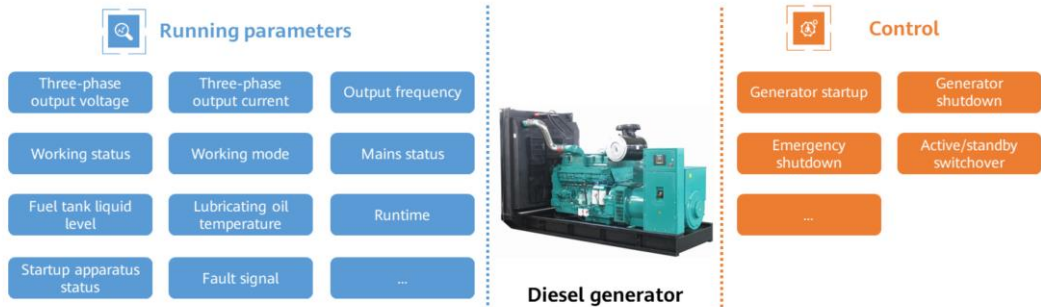 Running parameters
Three-phase
output voltage
Three-phase
output current
Output frequency
Working status
Working mode
Mains status
Fuel tank liquid
level
Lubricating oil
temperature
Runtime
Startup apparatus
status
Fault signal
...
Diesel generator
Control
Generator startup
Generator
shutdown
Emergency
shutdown
Active/standby
switchover
...